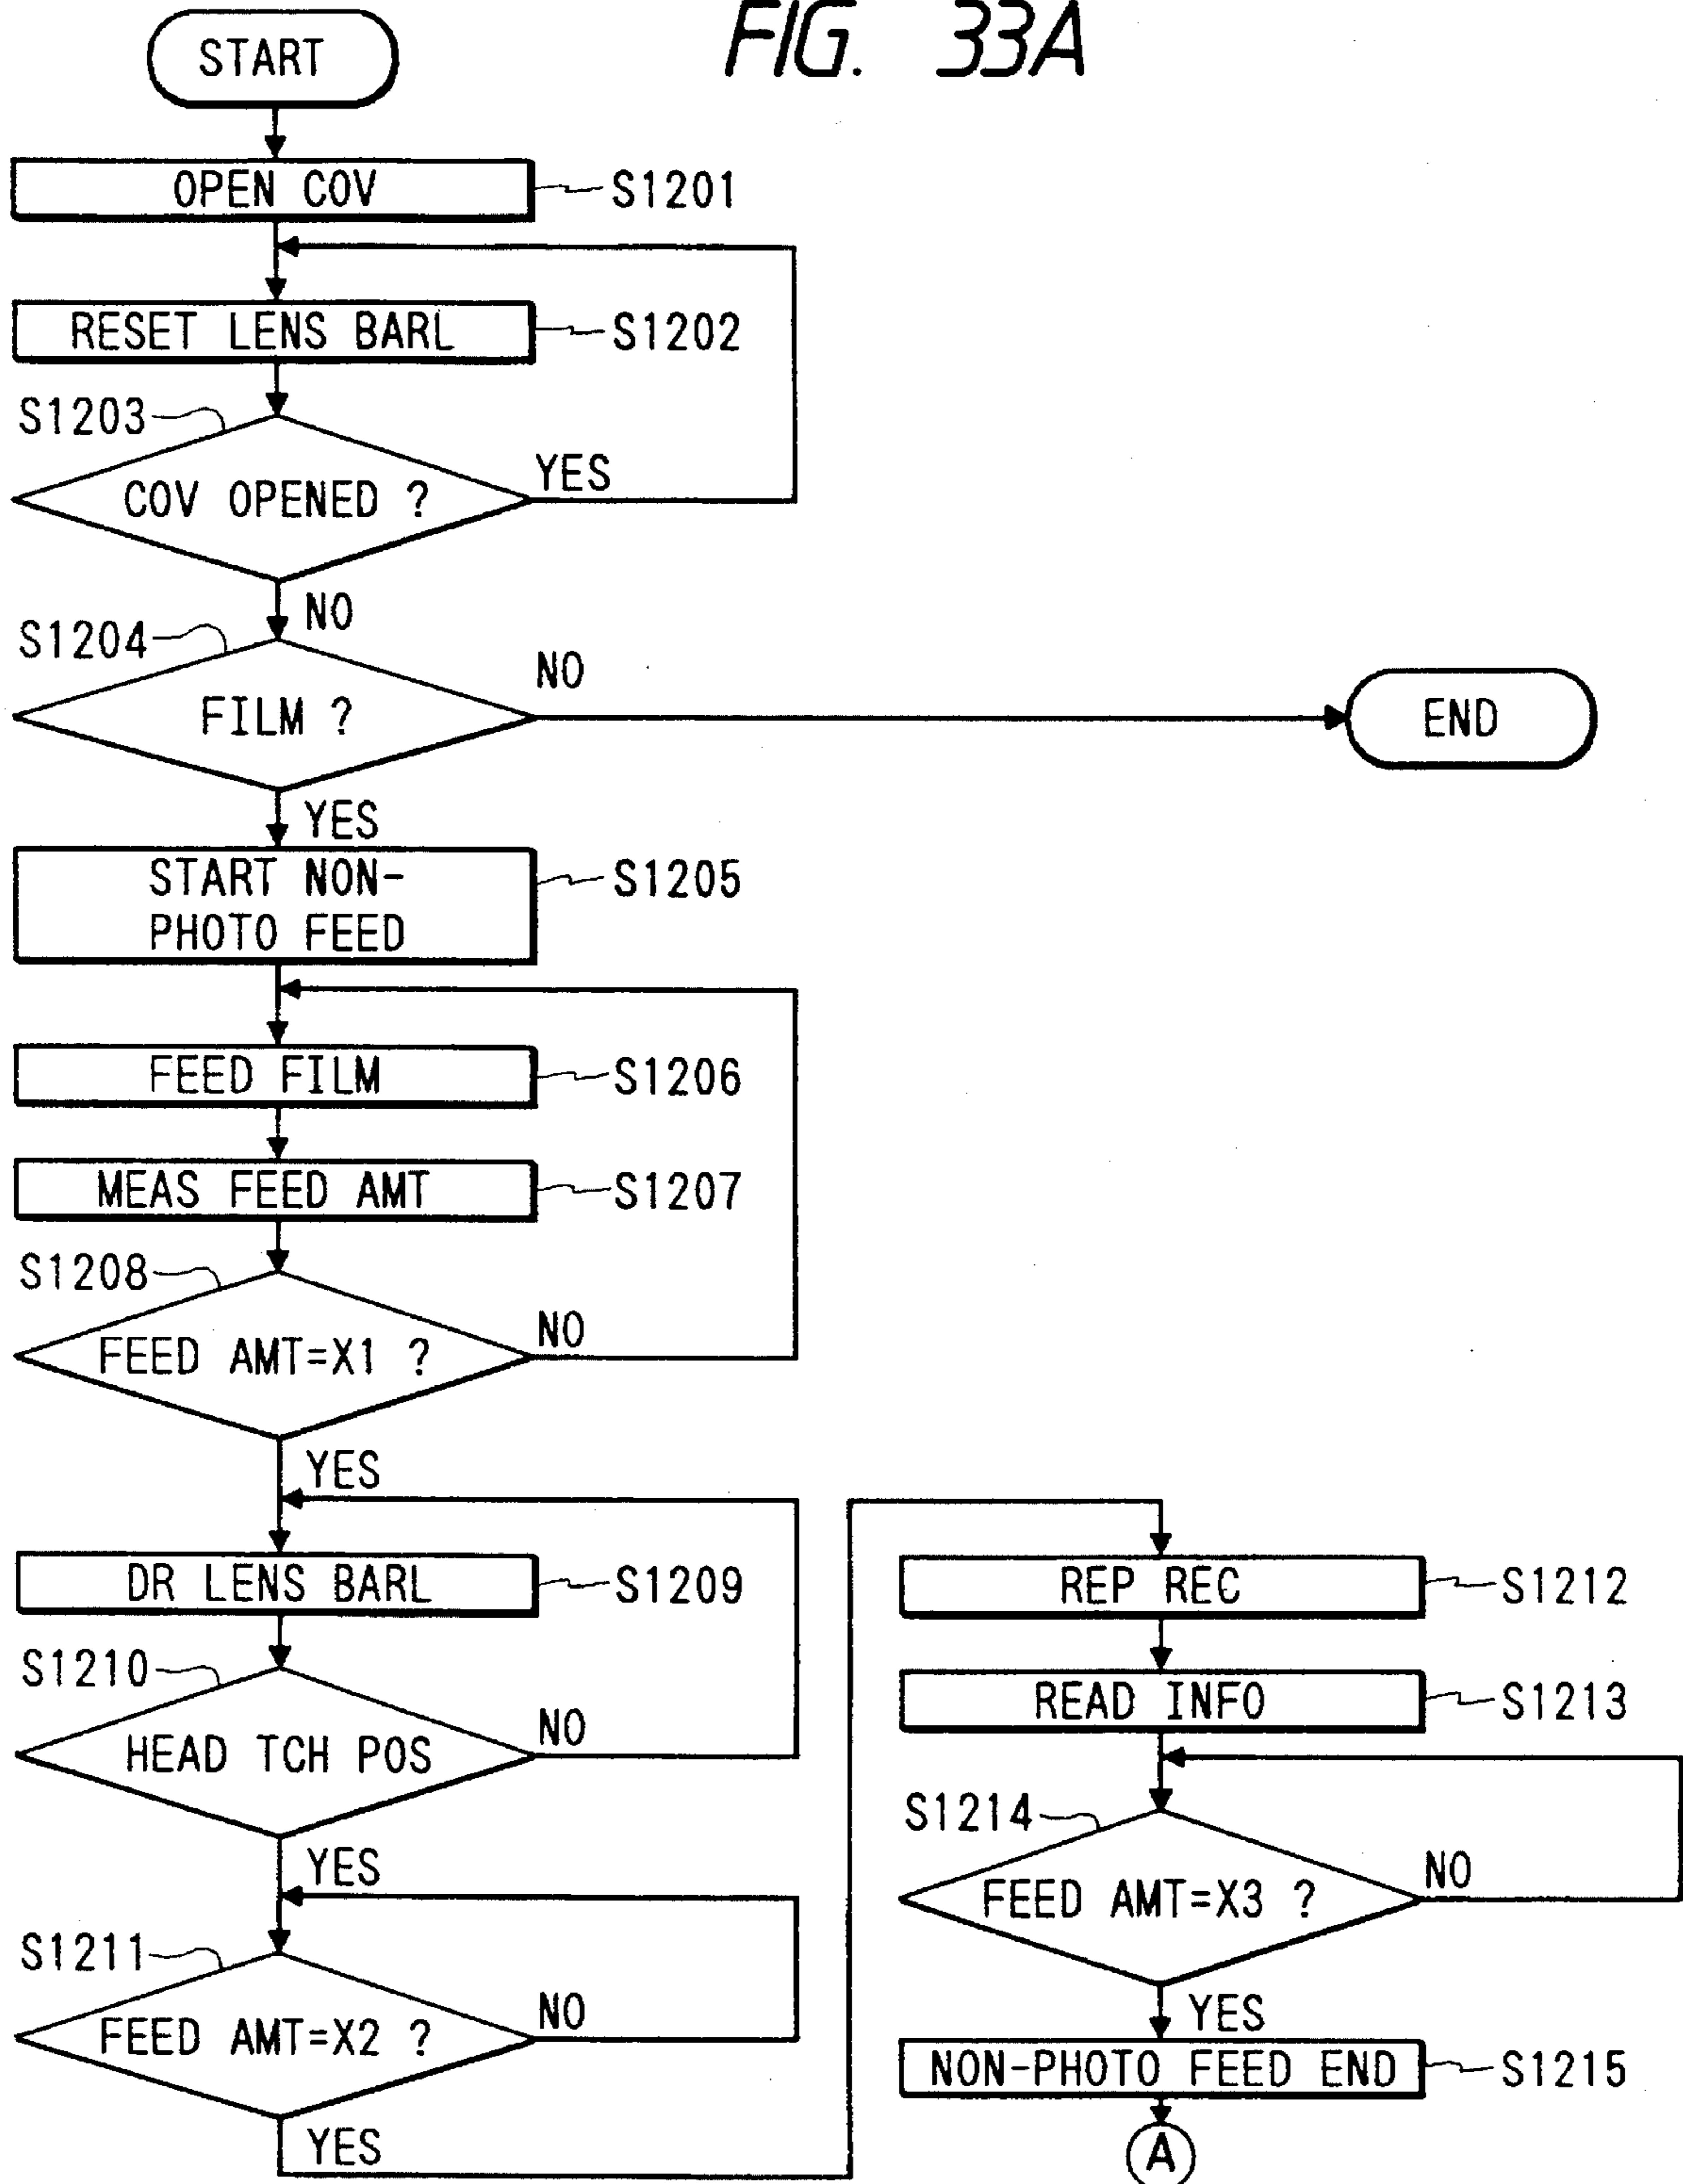 FIG. 33A
START
OPEN COV
S1201
RESET LENS BARL
S1202
S1203
COV OPENED ?
YES
NO
S1204
FILM ?
NO
END
YES
START NON-
PHOTO FEED
S1205
FEED FILM
S1206
MEAS FEED AMT
S1207
S1208
FEED AMT=X1 ?
NO
YES
DR LENS BARL
S1209
S1210
HEAD TCH POS
NO
YES
S1211
FEED AMT=X2 ?
NO
YES
REP REC
S1212
READ INFO
S1213
S1214
FEED AMT=X3 ?
NO
YES
NON-PHOTO FEED END
S1215
A